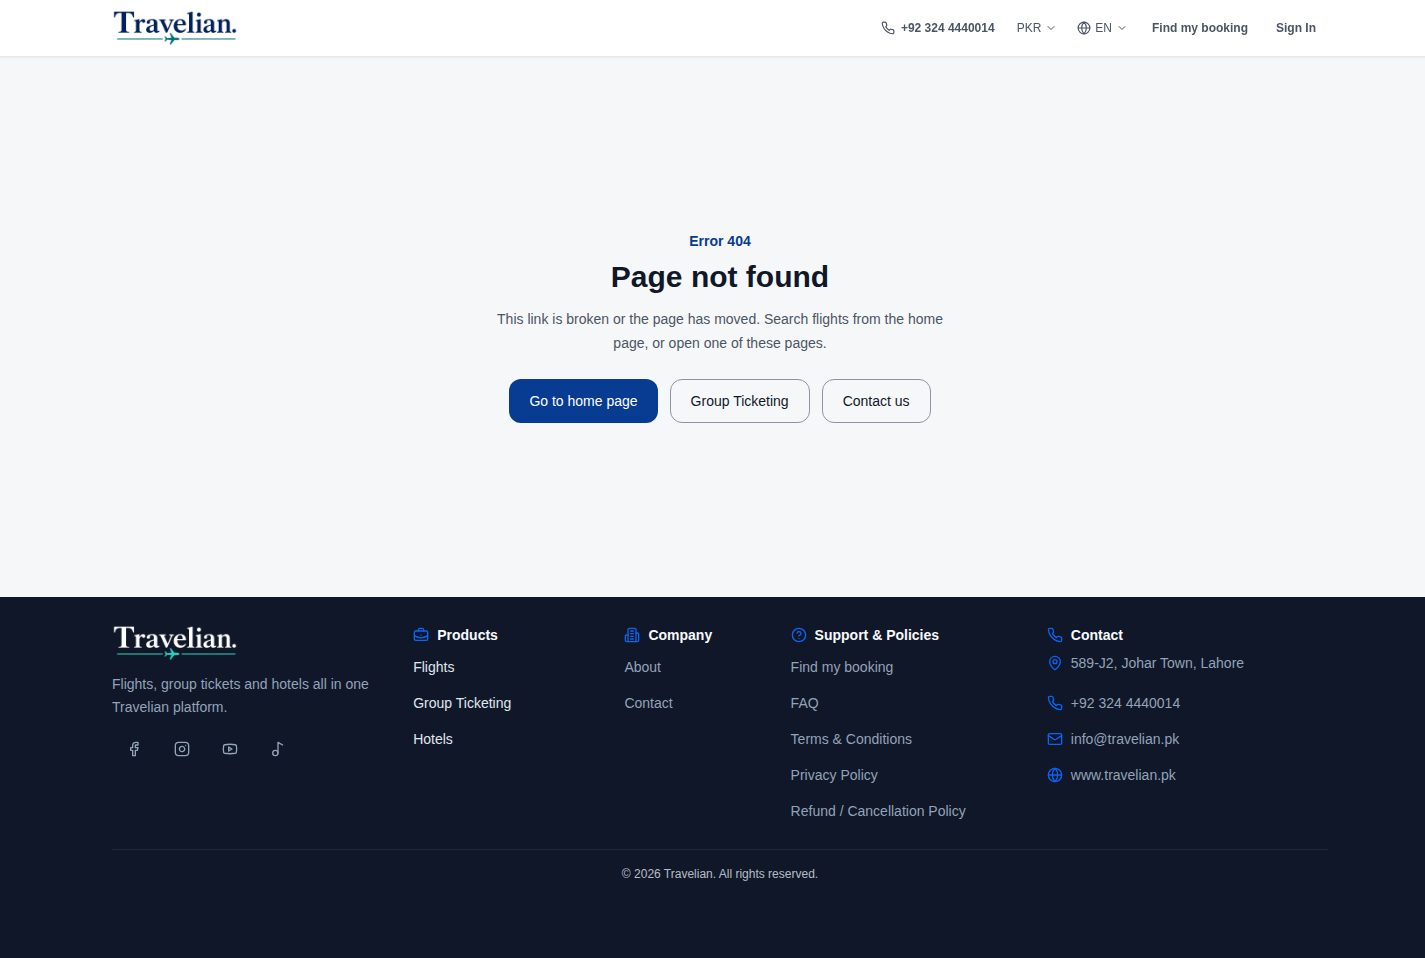 Travelian.
+92 324 4440014
PKR
EN
Find my booking
Sign In
Error 404
Page not found
This link is broken or the page has moved. Search flights from the home
page, or open one of these pages.
Go to home page
Group Ticketing
Contact us
Travelian.
Flights, group tickets and hotels all in one
Travelian platform.
Products
Flights
Group Ticketing
Hotels
Company
About
Contact
Support & Policies
Find my booking
FAQ
Terms & Conditions
Privacy Policy
Refund / Cancellation Policy
Contact
589-J2, Johar Town, Lahore
+92 324 4440014
info@travelian.pk
www.travelian.pk
© 2026 Travelian. All rights reserved.